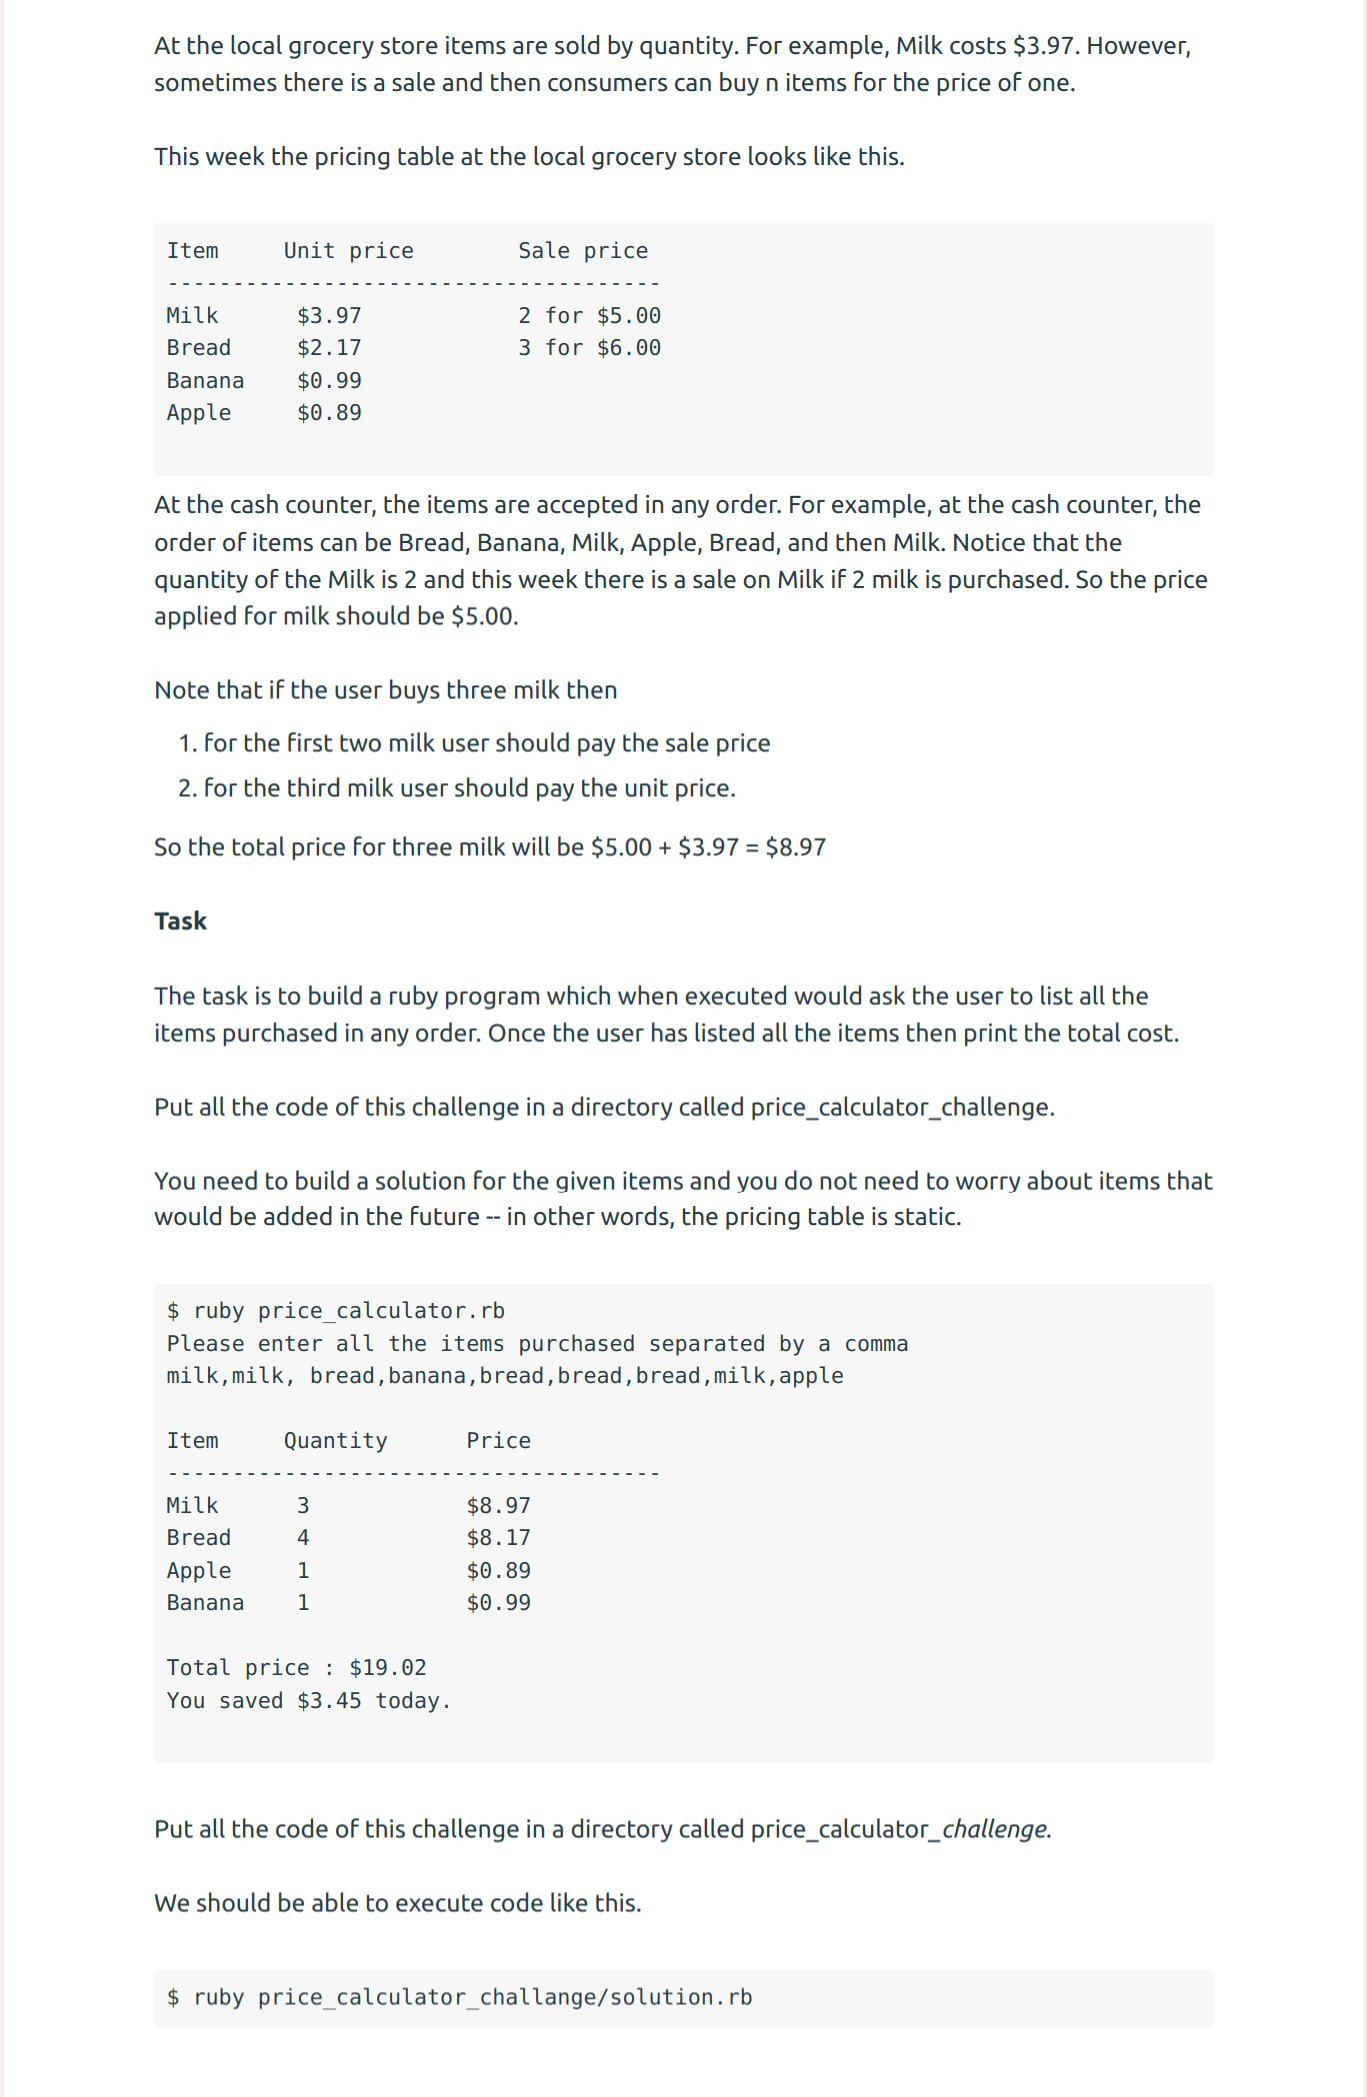 At the local grocery store items are sold by quantity. For example, Milk costs $3.97. However,
sometimes there is a sale and then consumers can buy n items for the price of one.
This week the pricing table at the local grocery store looks like this.
Item     Unit price        Sale price
--------------------------------------
Milk      $3.97            2 for $5.00
Bread     $2.17            3 for $6.00
Banana    $0.99
Apple     $0.89
At the cash counter, the items are accepted in any order. For example, at the cash counter, the
order of items can be Bread, Banana, Milk, Apple, Bread, and then Milk. Notice that the
quantity of the Milk is 2 and this week there is a sale on Milk if 2 milk is purchased. So the price
applied for milk should be $5.00.
Note that if the user buys three milk then
1. for the first two milk user should pay the sale price
2. for the third milk user should pay the unit price.
So the total price for three milk will be $5.00 + $3.97 = $8.97
Task
The task is to build a ruby program which when executed would ask the user to list all the
items purchased in any order. Once the user has listed all the items then print the total cost.
Put all the code of this challenge in a directory called price_calculator_challenge.
You need to build a solution for the given items and you do not need to worry about items that
would be added in the future -- in other words, the pricing table is static.
$ ruby price_calculator.rb
Please enter all the items purchased separated by a comma
milk,milk, bread,banana,bread,bread,bread,milk,apple
Item     Quantity      Price
--------------------------------------
Milk      3            $8.97
Bread     4            $8.17
Apple     1            $0.89
Banana    1            $0.99
Total price : $19.02
You saved $3.45 today.
Put all the code of this challenge in a directory called price_calculator_challenge.
We should be able to execute code like this.
$ ruby price_calculator_challange/solution.rb